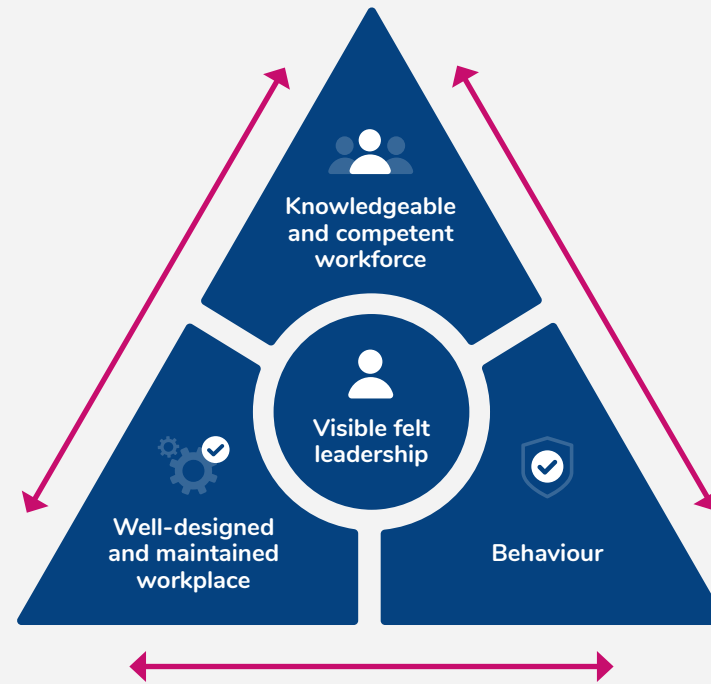 Knowledgeable
and competent
workforce
Visible felt
leadership
Well-designed
and maintained
workplace
Behaviour